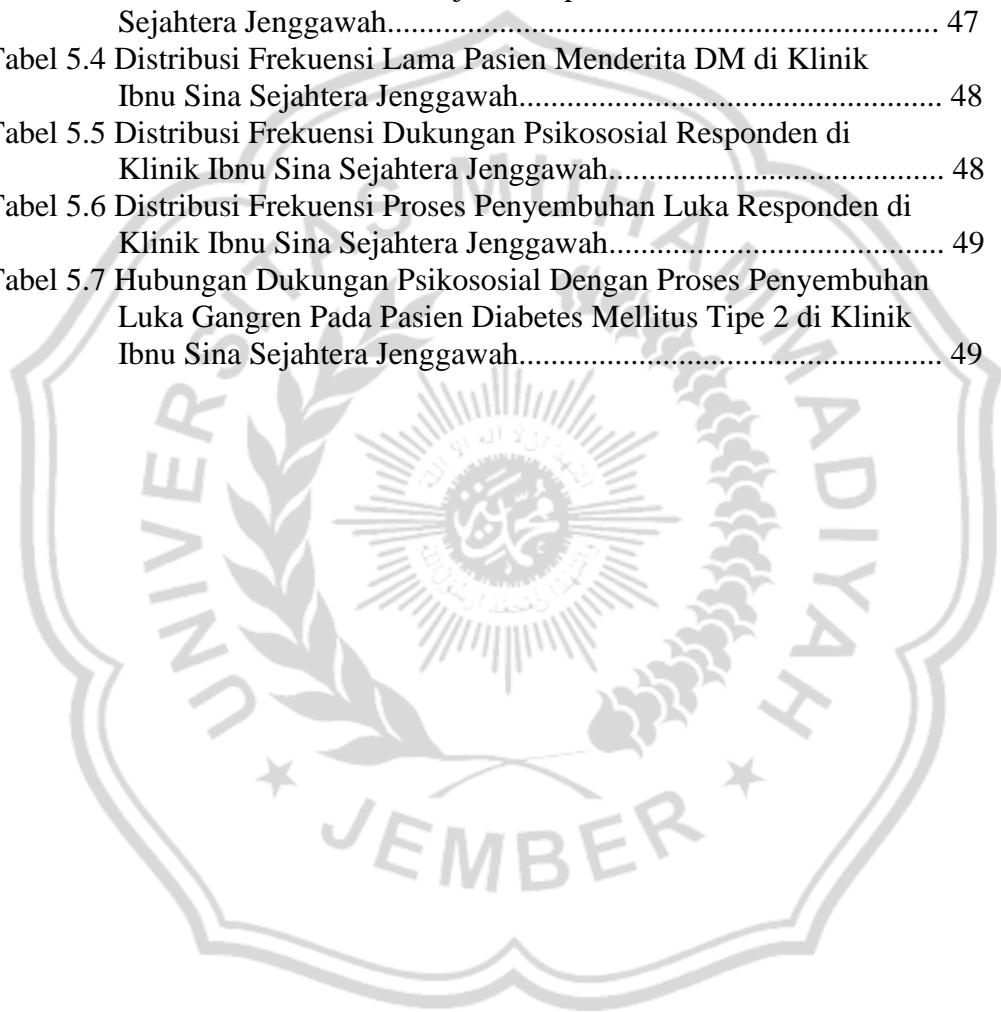 Sejahtera Jenggawah..................................................................... 47
Tabel 5.4 Distribusi Frekuensi Lama Pasien Menderita DM di Klinik
Ibnu Sina Sejahtera Jenggawah..................................................... 48
Tabel 5.5 Distribusi Frekuensi Dukungan Psikososial Responden di
Klinik Ibnu Sina Sejahtera Jenggawah.......................................... 48
Tabel 5.6 Distribusi Frekuensi Proses Penyembuhan Luka Responden di
Klinik Ibnu Sina Sejahtera Jenggawah.......................................... 49
Tabel 5.7 Hubungan Dukungan Psikososial Dengan Proses Penyembuhan
Luka Gangren Pada Pasien Diabetes Mellitus Tipe 2 di Klinik
Ibnu Sina Sejahtera Jenggawah..................................................... 49
UNIVERSITAS MUHAMMADIYAH
JEMBER